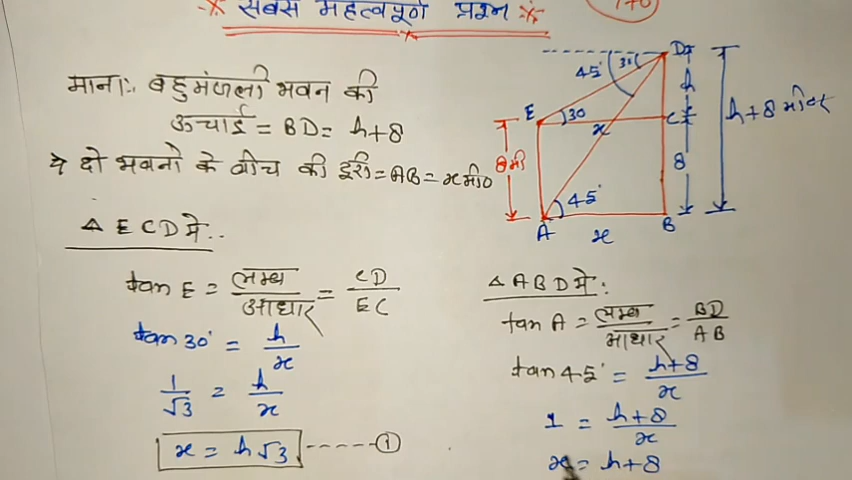 * सबसे महत्वपूर्ण प्रश्न *
माना: बहुमंजली भवन की
ऊचाई = BD = h+8
→ दो भवनो के बीच की दूरी = AB = x मी०
45° 30° D
E 30 x C h
8 मी 8 h+8 मीटर
45°
A x B
Δ ECD मे:.
tan E = लम्ब/आधार = CD/EC
tan 30° = h/x
1/√3 = h/x
x = h√3 ------ ①
Δ ABD मे:
tan A = लम्ब/आधार = BD/AB
tan 45° = h+8/x
1 = h+8/x
x = h+8